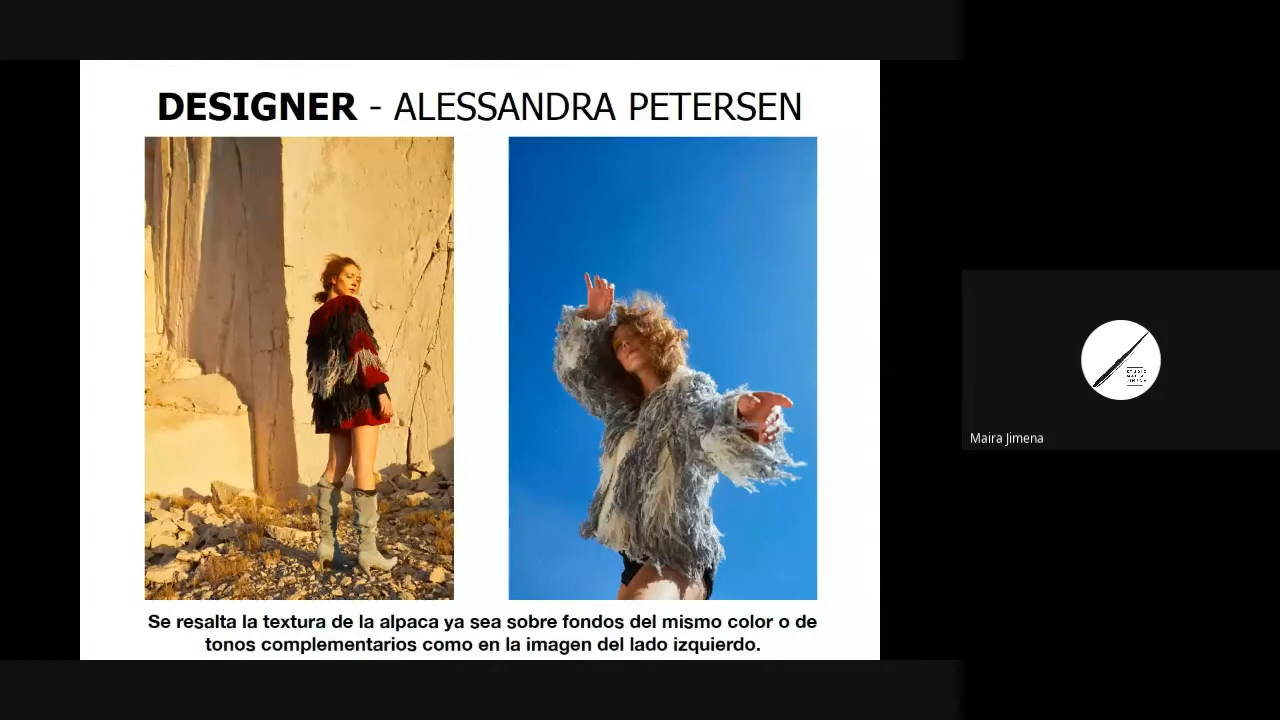 DESIGNER - ALESSANDRA PETERSEN
Se resalta la textura de la alpaca ya sea sobre fondos del mismo color o de
tonos complementarios como en la imagen del lado izquierdo.
Maira Jimena